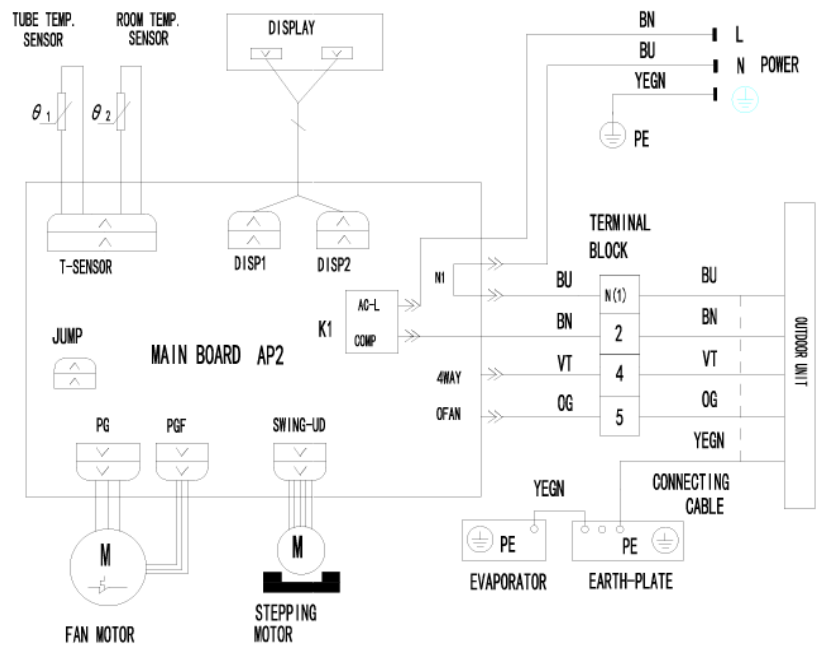 TUBE TEMP.
SENSOR
ROOM TEMP.
SENSOR
DISPLAY
BN
L
BU
N POWER
YEGN
PE
θ1
θ2
T-SENSOR
DISP1
DISP2
N1
TERMINAL
BLOCK
BU
N(1)
BU
AC-L
K1
COMP
BN
2
BN
JUMP
MAIN BOARD AP2
4WAY
VT
4
VT
OFAN
OG
5
OG
OUTDOOR UNIT
YEGN
PG
PGF
SWING-UD
CONNECTING
CABLE
YEGN
M
M
PE
PE
EVAPORATOR
EARTH-PLATE
FAN MOTOR
STEPPING
MOTOR